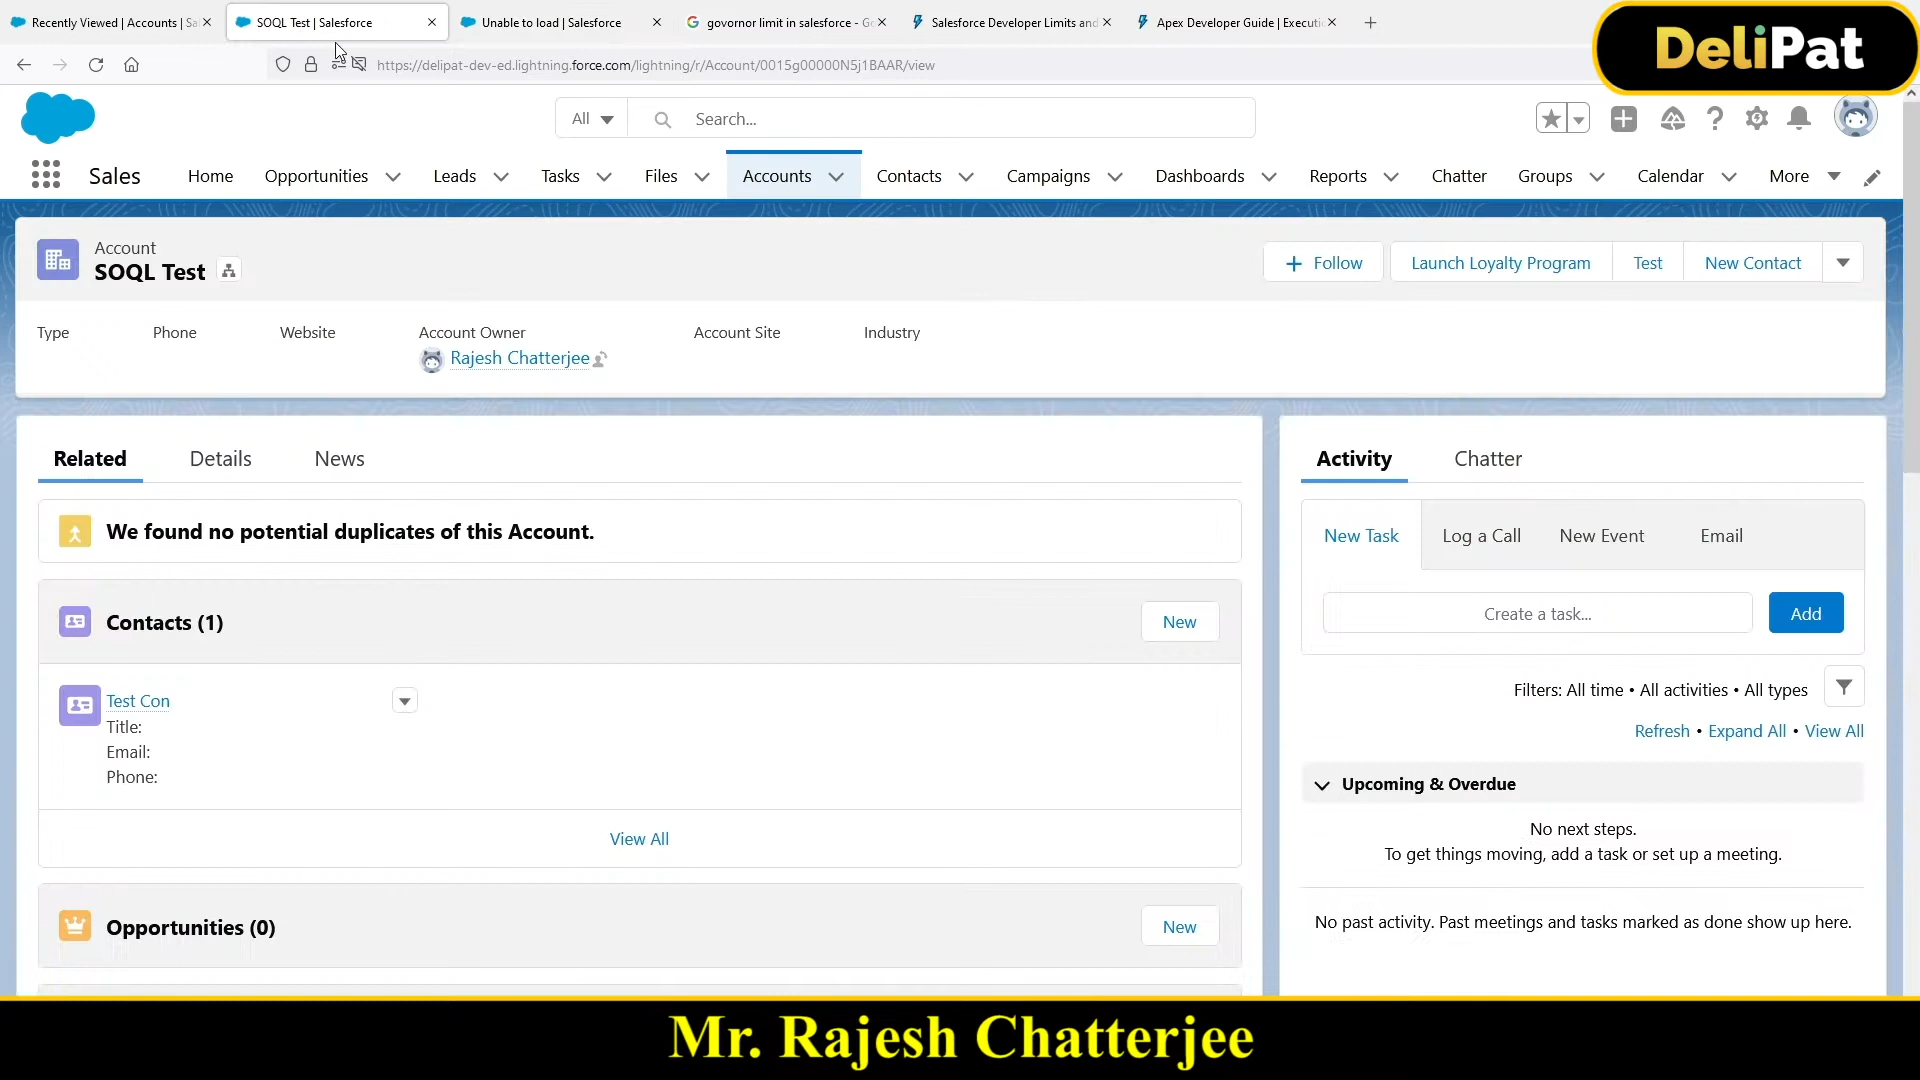 Recently Viewed | Accounts | Sa
SOQL Test | Salesforce
Unable to load | Salesforce
governor limit in salesforce - Go
Salesforce Developer Limits and
Apex Developer Guide | Executi
https://delipat-dev-ed.lightning.force.com/lightning/r/Account/0015g00000N5j1BAAR/view
DeliPat
All
Search...
Sales
Home
Opportunities
Leads
Tasks
Files
Accounts
Contacts
Campaigns
Dashboards
Reports
Chatter
Groups
Calendar
More
Account
SOQL Test
Follow
Launch Loyalty Program
Test
New Contact
Type
Phone
Website
Account Owner
Account Site
Industry
Rajesh Chatterjee
Related
Details
News
We found no potential duplicates of this Account.
Contacts (1)
New
Test Con
Title:
Email:
Phone:
View All
Opportunities (0)
New
Activity
Chatter
New Task
Log a Call
New Event
Email
Create a task...
Add
Filters: All time • All activities • All types
Refresh • Expand All • View All
Upcoming & Overdue
No next steps.
To get things moving, add a task or set up a meeting.
No past activity. Past meetings and tasks marked as done show up here.
Mr. Rajesh Chatterjee